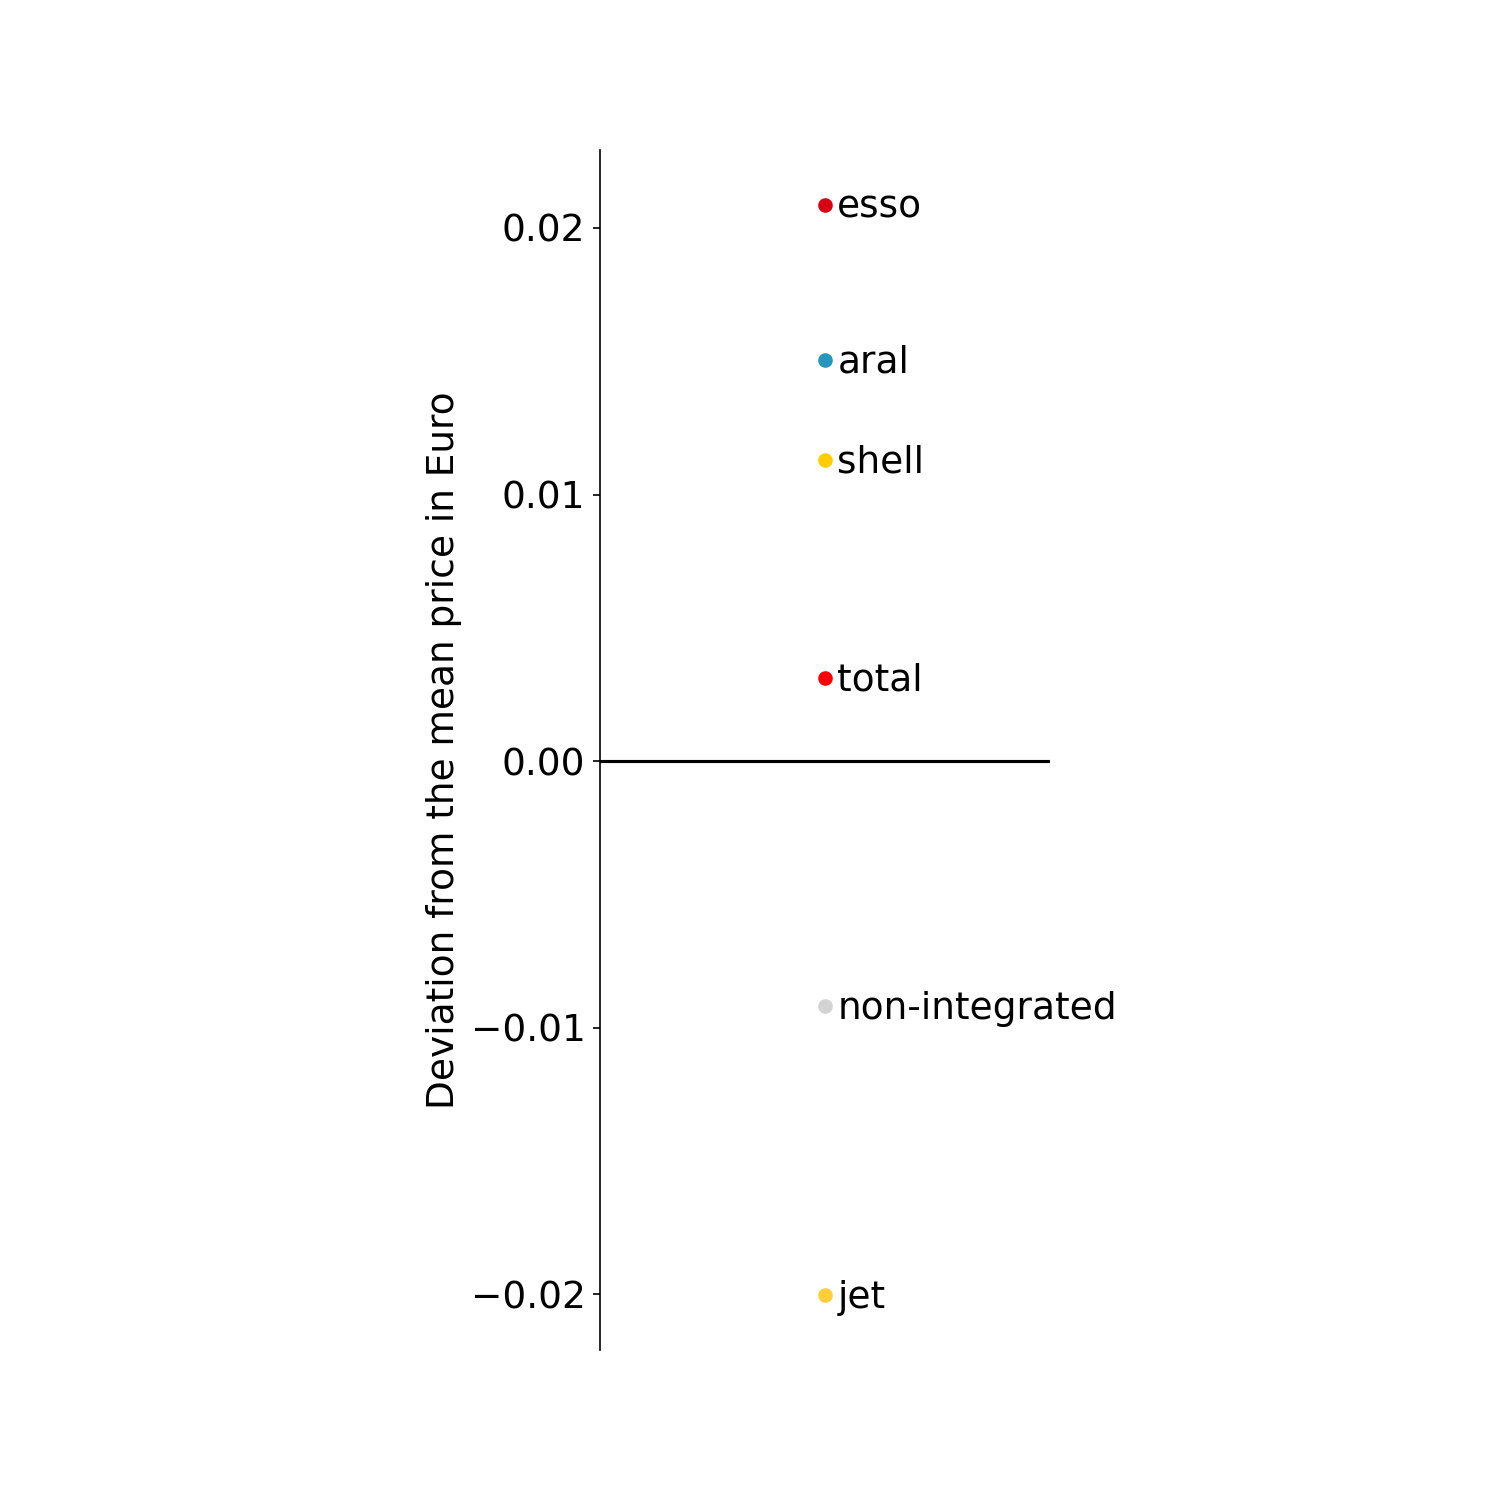 Deviation from the mean price in Euro
0.02
0.01
0.00
−0.01
−0.02
esso
aral
shell
total
non-integrated
jet